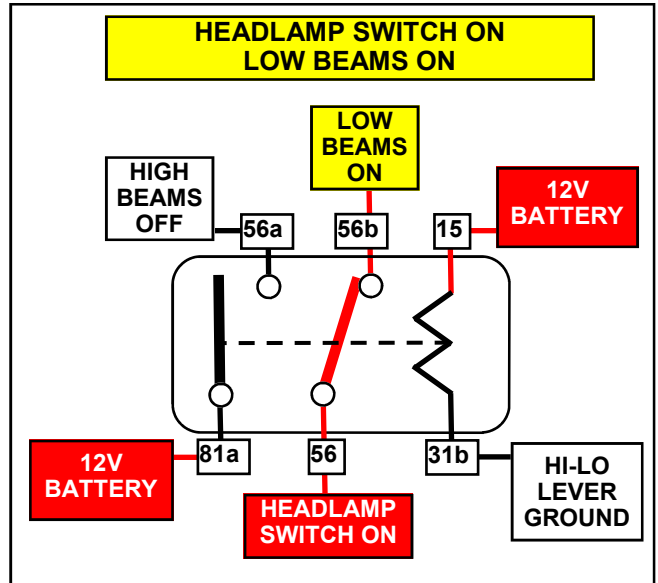 HEADLAMP SWITCH ON
LOW BEAMS ON
LOW
BEAMS
ON
HIGH
BEAMS
OFF
12V
BATTERY
56a
56b
15
81a
56
31b
12V
BATTERY
HEADLAMP
SWITCH ON
HI-LO
LEVER
GROUND